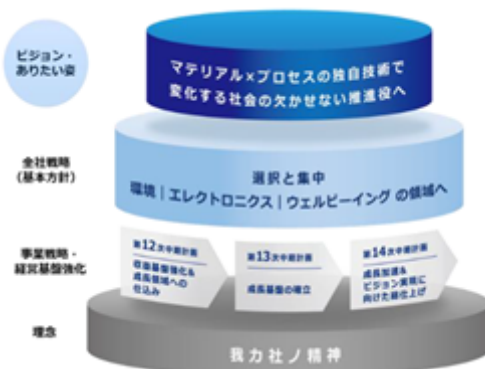 ビジョン・
ありたい姿
マテリアル×プロセスの独自技術で
変化する社会の欠かせない推進役へ
全社戦略
(基本方針)
選択と集中
環境｜エレクトロニクス｜ウェルビーイング の領域へ
事業戦略・
経営基盤強化
第12次中期計画
収益基盤強化&
成長領域への
仕込み
第13次中期計画
成長基盤の確立
第14次中期計画
成長加速&
ビジョン実現に
向けた総仕上げ
理念
我力社ノ精神